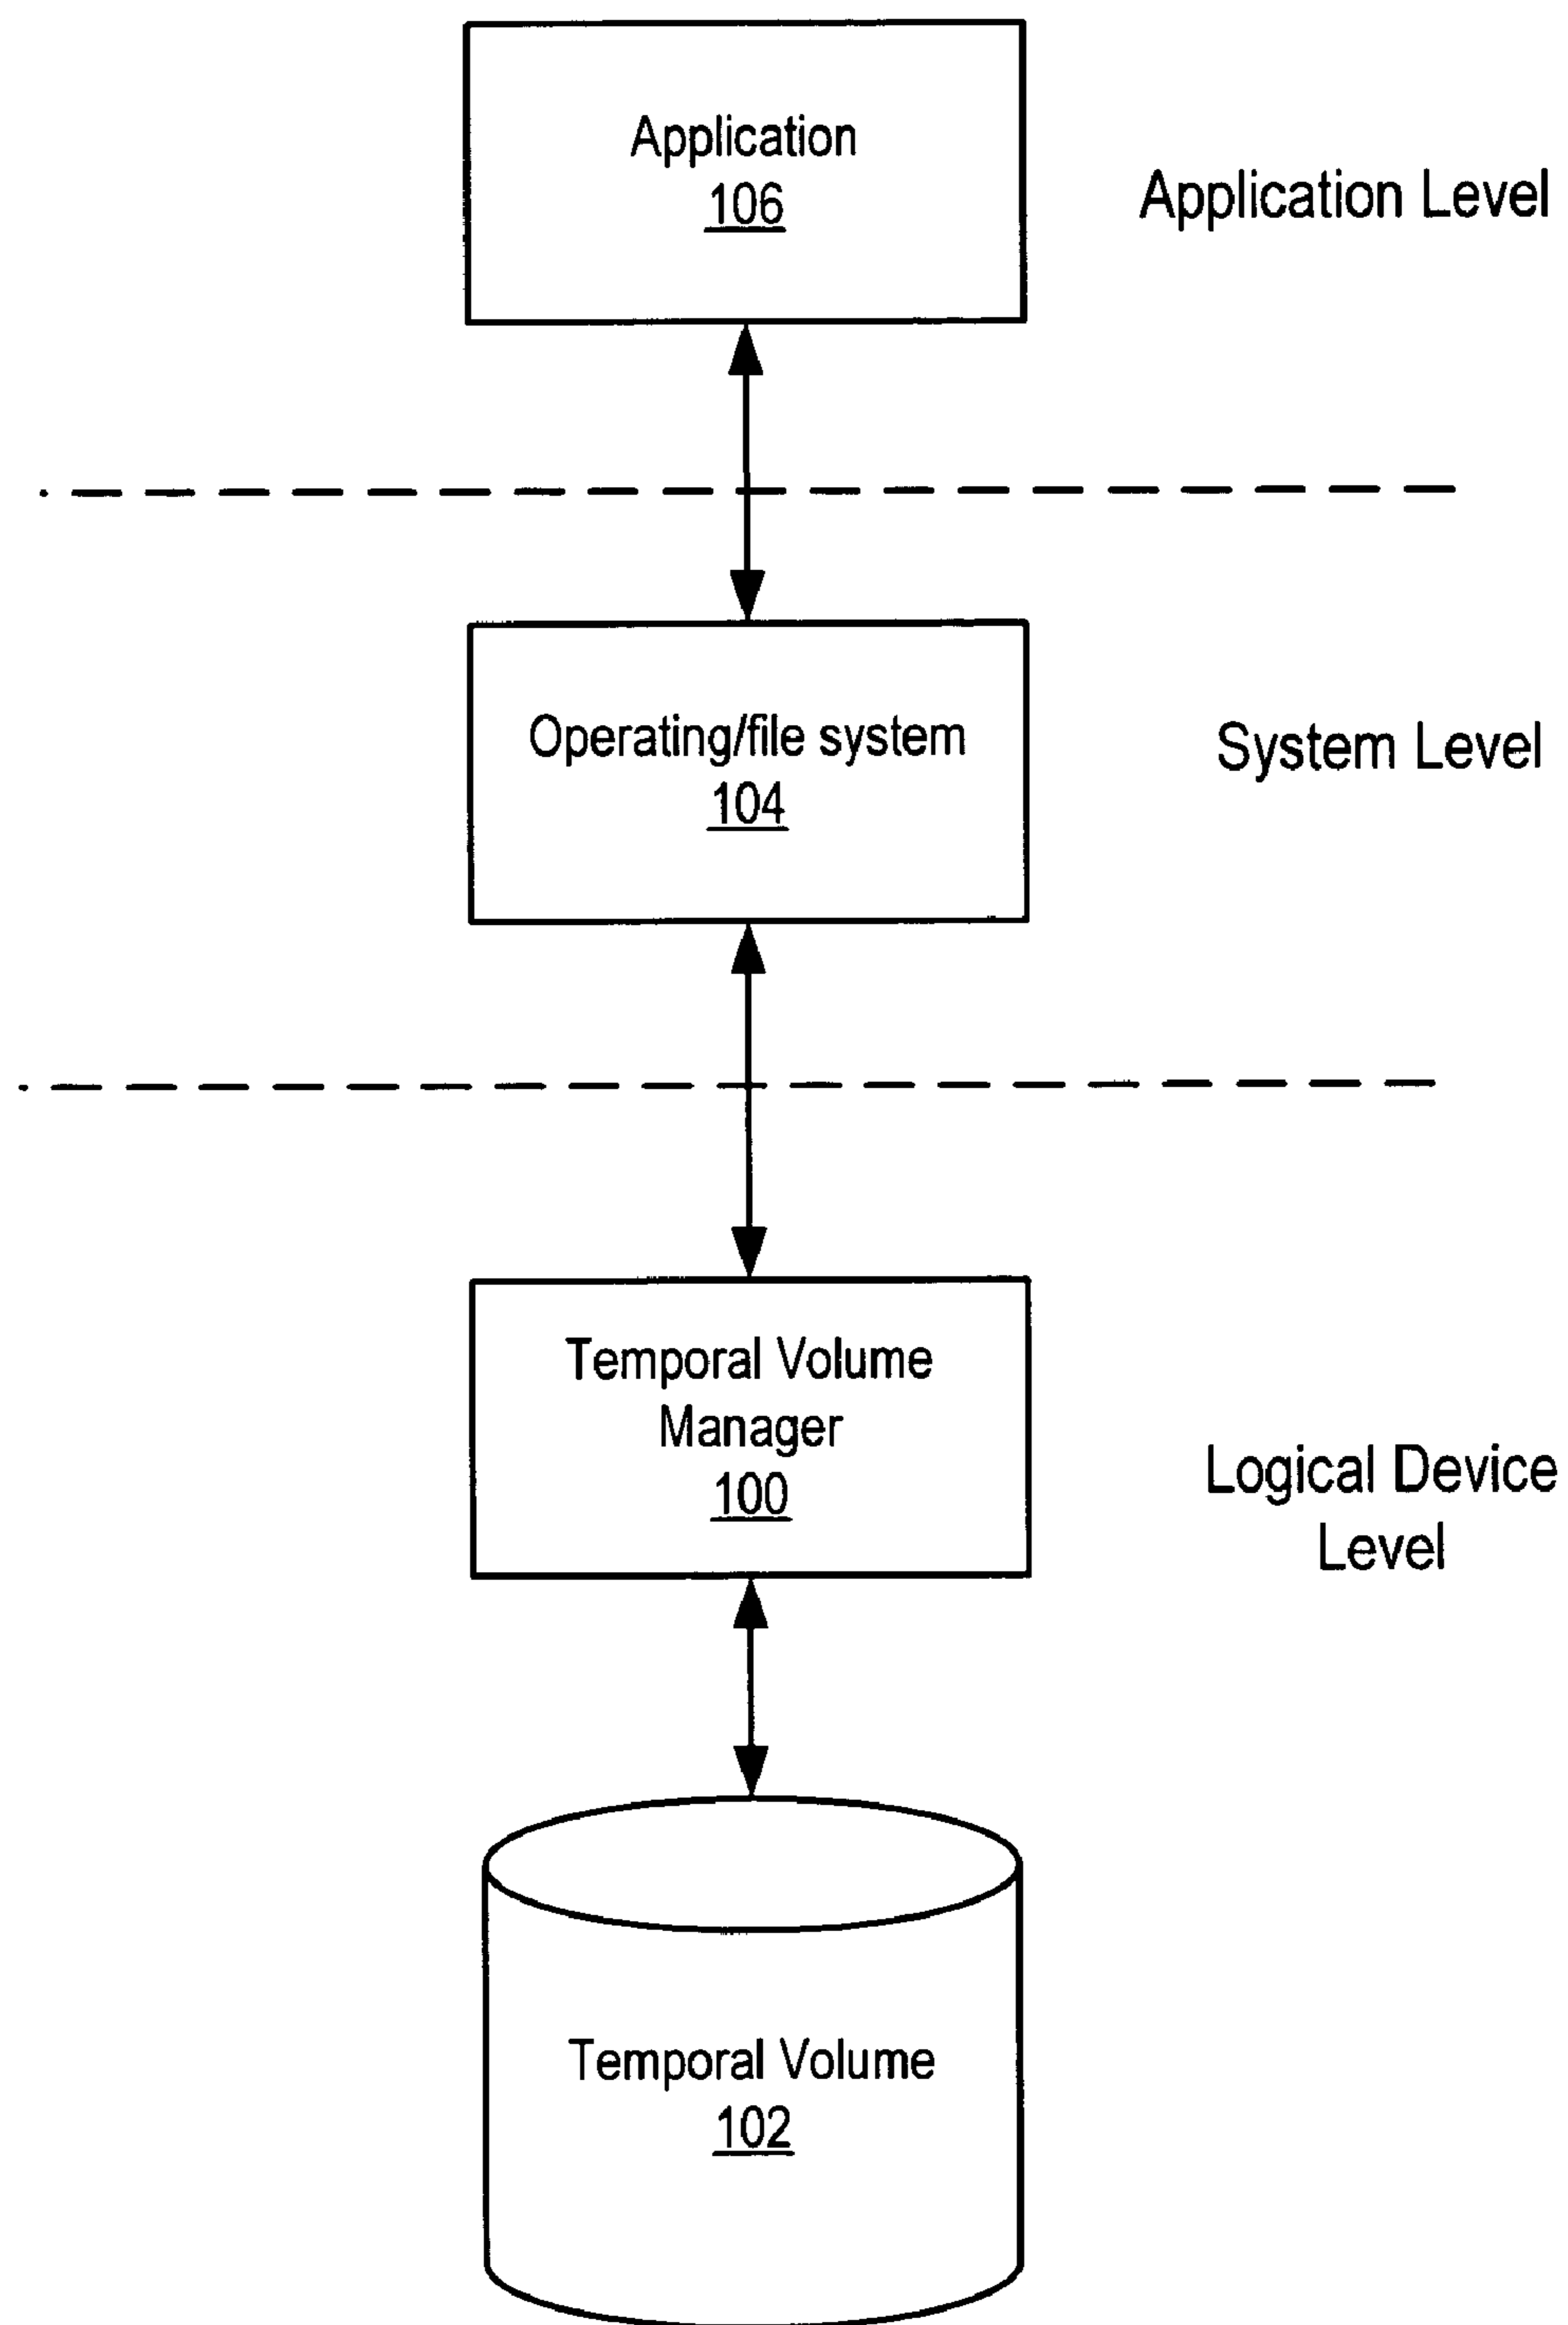 Application
106
Application Level
Operating/file system
104
System Level
Temporal Volume
Manager
100
Logical Device
Level
Temporal Volume
102